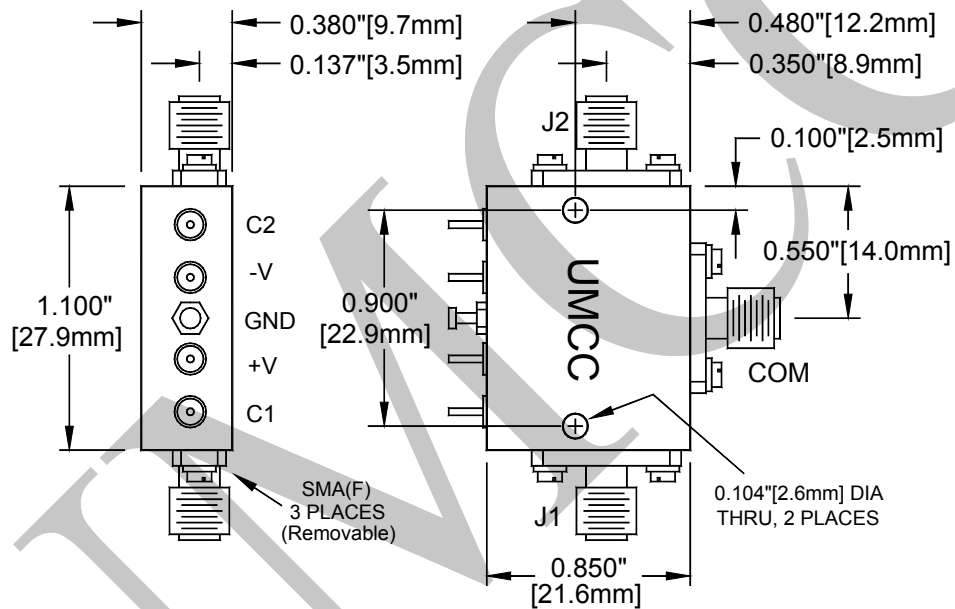 0.380"[9.7mm]
0.137"[3.5mm]
0.480"[12.2mm]
0.350"[8.9mm]
J2
0.100"[2.5mm]
0.550"[14.0mm]
C2
-V
GND
+V
C1
1.100"
[27.9mm]
0.900"
[22.9mm]
UMCC
COM
SMA(F)
3 PLACES
(Removable)
J1
0.104"[2.6mm] DIA
THRU, 2 PLACES
0.850"
[21.6mm]
UMCC